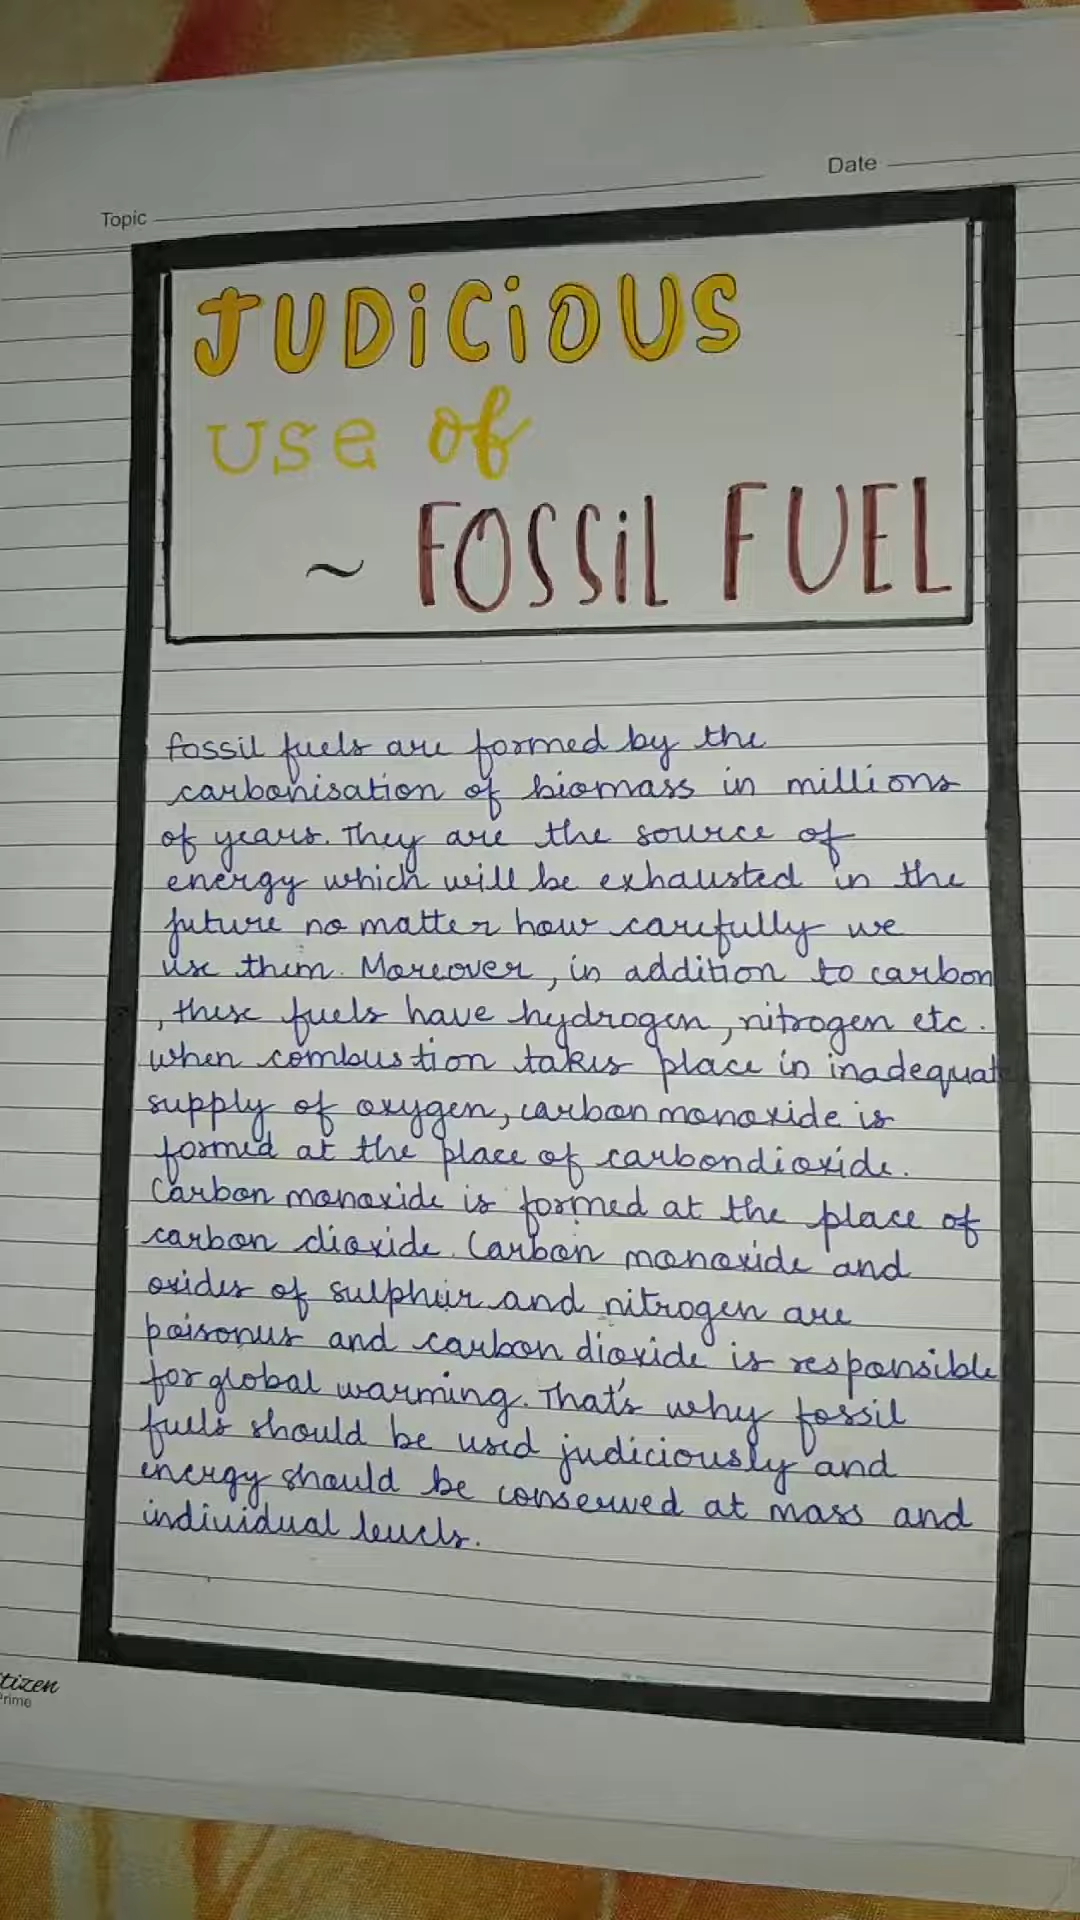 Date
Topic
JUDiCiOUS
USe of
~ FOSSiL FUEL
fossil fuels are formed by the
carbonisation of biomass in millions
of years. They are the source of
energy which will be exhausted in the
future no matter how carefully we
use them. Moreover, in addition to carbon
, these fuels have hydrogen, nitrogen etc.
when combustion takes place in inadequat
supply of oxygen, carbon monoxide is
formed at the place of carbondioxide.
Carbon monoxide is formed at the place of
carbon dioxide. Carbon monoxide and
oxides of sulphur and nitrogen are
poisonus and carbon dioxide is responsible
for global warming. That's why fossil
fuels should be used judiciously and
energy should be conserved at mass and
individual levels.
tizen
Prime